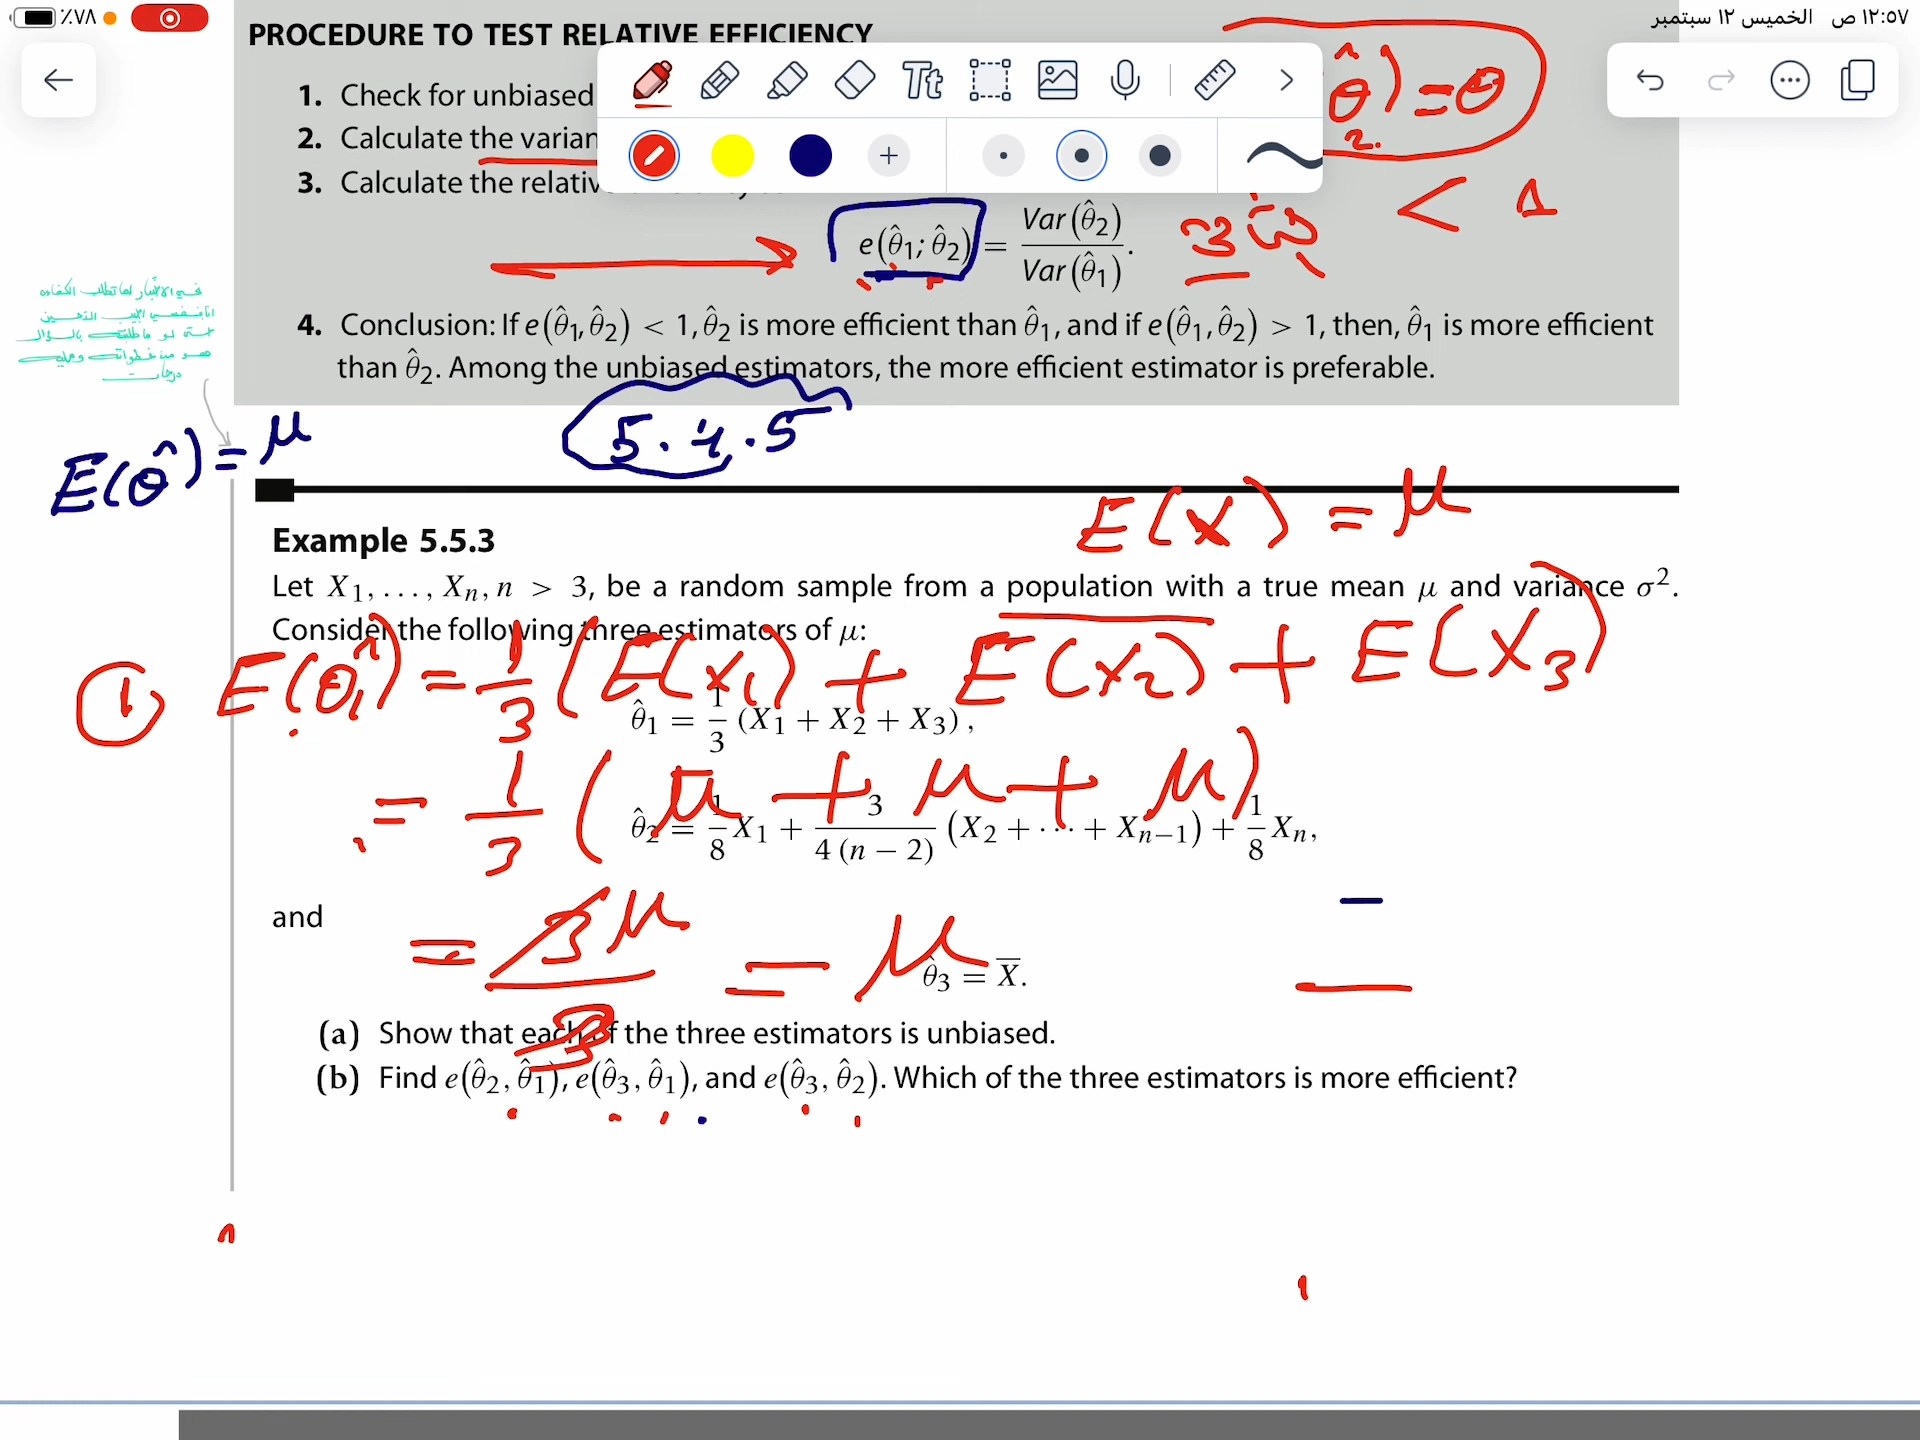 ٪٧٨
١٢:٥٧ ص الخميس ١٢ سبتمبر
PROCEDURE TO TEST RELATIVE EFFICIENCY
1. Check for unbiased
2. Calculate the varian
3. Calculate the relativ
Tt
θ̂₂) = θ
e(θ̂₁; θ̂₂) = Var(θ̂₂) / Var(θ̂₁).
< 1
4. Conclusion: If e(θ̂₁, θ̂₂) < 1, θ̂₂ is more efficient than θ̂₁, and if e(θ̂₁, θ̂₂) > 1, then, θ̂₁ is more efficient
than θ̂₂. Among the unbiased estimators, the more efficient estimator is preferable.
E(θ̂) = μ
5.4.5
E(X) = μ
Example 5.5.3
Let X₁, . . . , Xₙ, n > 3, be a random sample from a population with a true mean μ and variance σ².
Consider the following three estimators of μ:
① E(θ̂₁) = 1/3 (E(X₁) + E(X₂) + E(X₃))
θ̂₁ = 1/3 (X₁ + X₂ + X₃),
= 1/3 (μ + μ + μ)
θ̂₂ = 1/8 X₁ + 3/(4 (n − 2)) (X₂ + · · · + Xₙ₋₁) + 1/8 Xₙ,
and
= 3μ/3 = μ
θ̂₃ = X̅.
(a) Show that each of the three estimators is unbiased.
(b) Find e(θ̂₂, θ̂₁), e(θ̂₃, θ̂₁), and e(θ̂₃, θ̂₂). Which of the three estimators is more efficient?